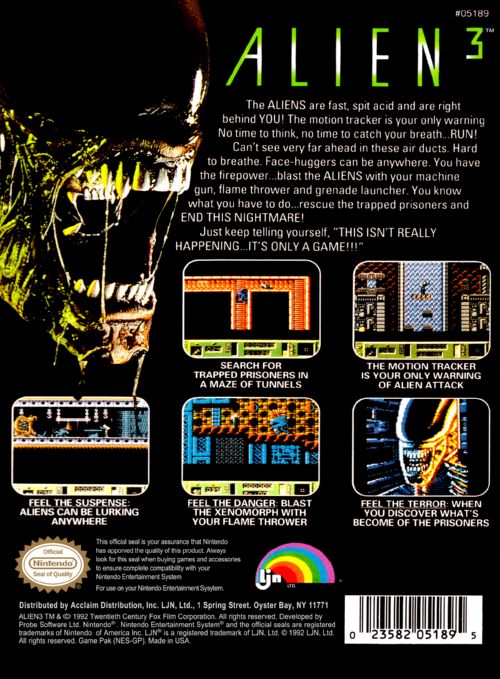 #05189
ALIEN 3™
The ALIENS are fast, spit acid and are right
behind YOU! The motion tracker is your only warning
No time to think, no time to catch your breath...RUN!
Can't see very far ahead in these air ducts. Hard
to breathe. Face-huggers can be anywhere. You have
the firepower...blast the ALIENS with your machine
gun, flame thrower and grenade launcher. You know
what you have to do...rescue the trapped prisoners and
END THIS NIGHTMARE!
Just keep telling yourself, "THIS ISN'T REALLY
HAPPENING...IT'S ONLY A GAME!!!"
SEARCH FOR
TRAPPED PRISONERS IN
A MAZE OF TUNNELS
THE MOTION TRACKER
IS YOUR ONLY WARNING
OF ALIEN ATTACK
FEEL THE SUSPENSE:
ALIENS CAN BE LURKING
ANYWHERE
FEEL THE DANGER: BLAST
THE XENOMORPH WITH
YOUR FLAME THROWER
FEEL THE TERROR: WHEN
YOU DISCOVER WHAT'S
BECOME OF THE PRISONERS
Official
Nintendo®
Seal of Quality
This official seal is your assurance that Nintendo
has apporved the quality of this product. Always
look for this seal when buying games and accessories
to ensure complete compatibility with your
Nintendo Entertainment System
For use on your Nintendo Entertainment Sysytem.
ljn LTD. ®
Distributed by Acclaim Distribution, Inc. LJN, Ltd., 1 Spring Street. Oyster Bay, NY 11771
ALIEN3 TM & © 1992 Twentieth Century Fox Film Corporation. All rights reserved. Developed by
Probe Software Ltd. Nintendo®. Nintendo Entertainment System® and the official seals are registered
trademarks of Nintendo of America Inc. LJN® is a registered trademark of LJN, Ltd. © 1992 LJN, Ltd.
All rights reserved. Game Pak (NES-GP). Made in USA.
0 23582 05189 5